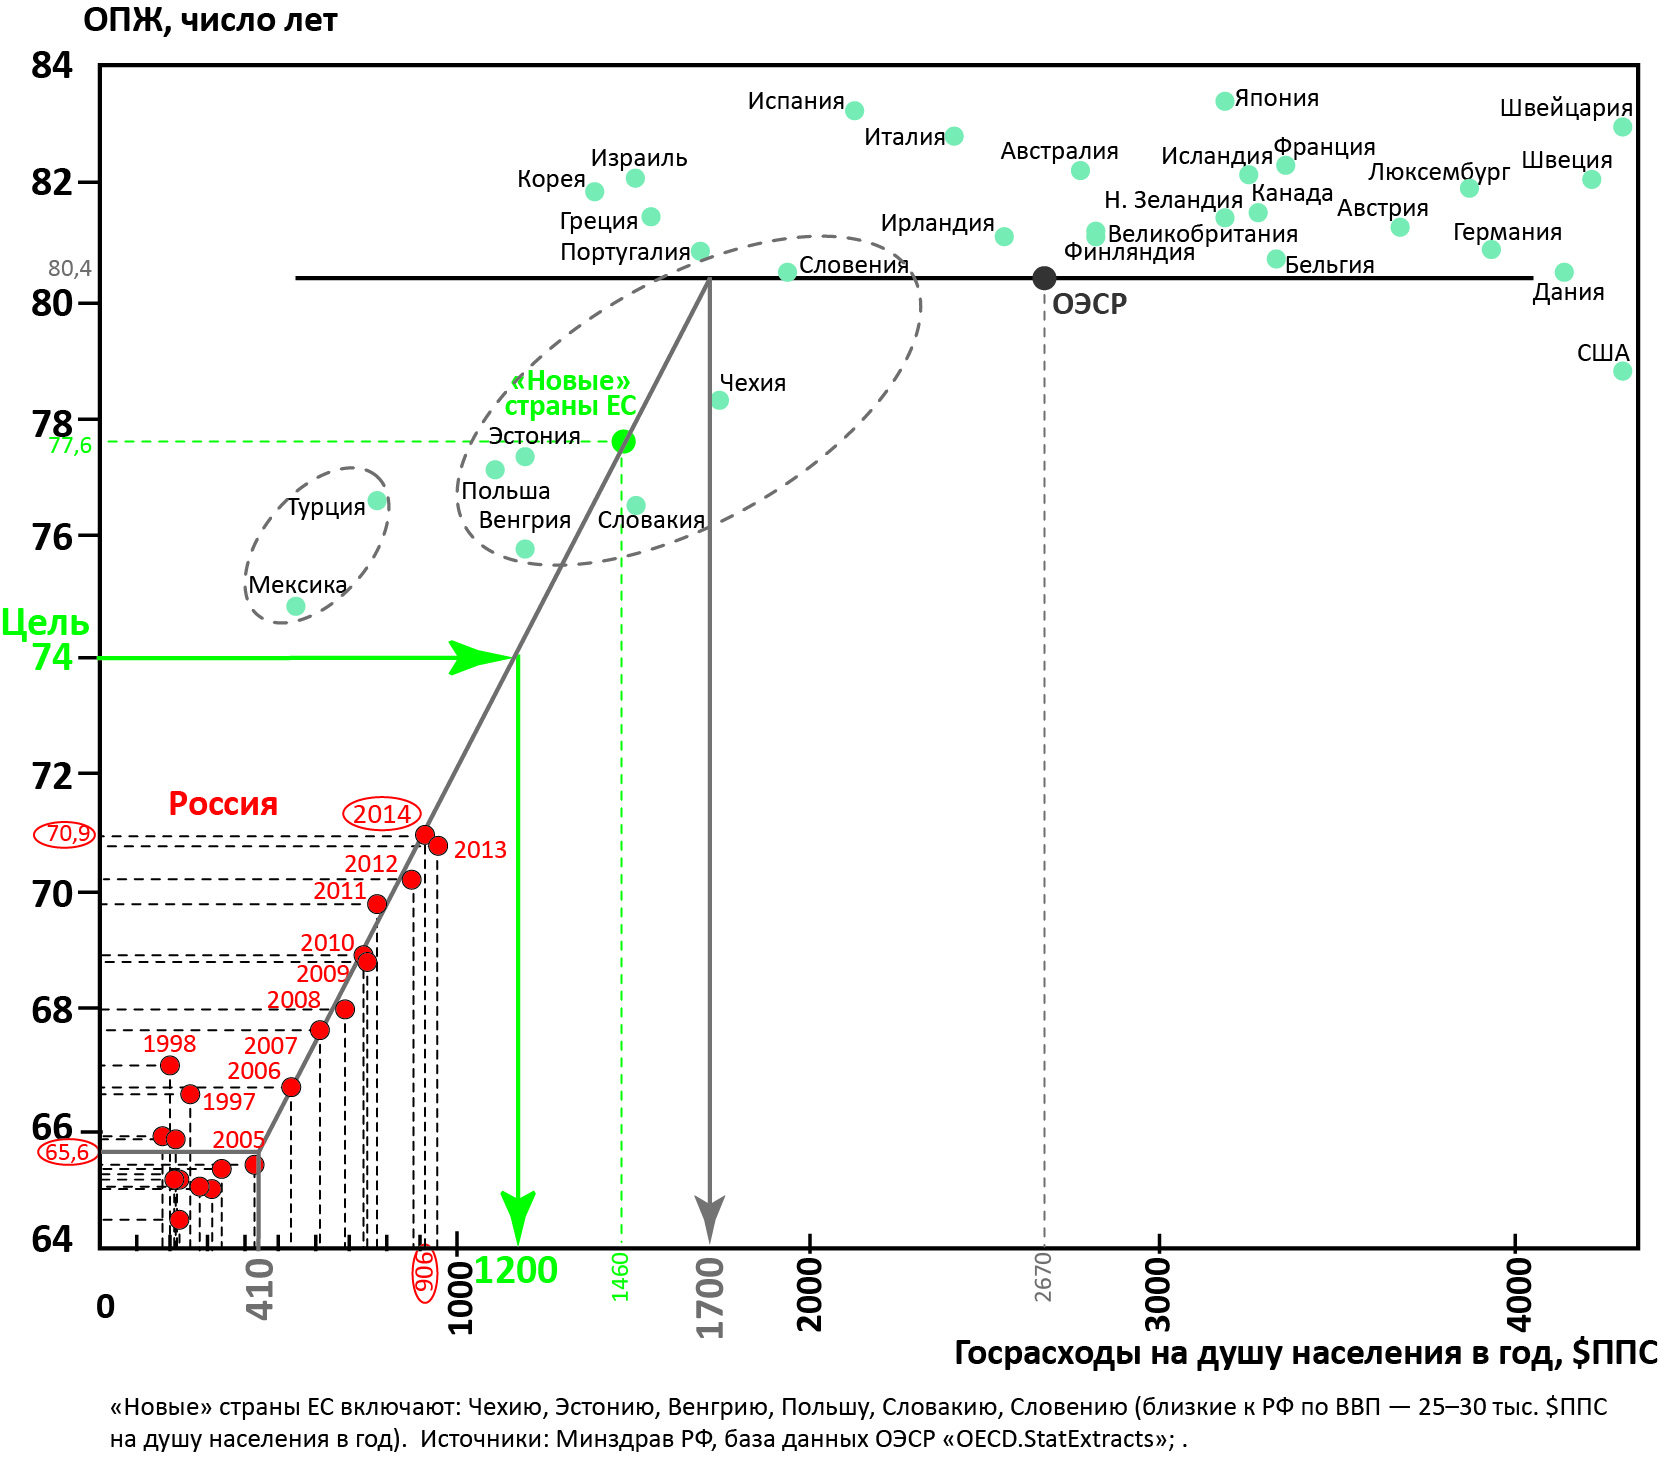 ОПЖ, число лет
84
Испания
Япония
Швейцария
Италия
Израиль
Австралия
Исландия
Франция
Швеция
82
Корея
Люксембург
Н. Зеландия
Канада
Австрия
Греция
Ирландия
Великобритания
Германия
Португалия
Финляндия
80,4
Словения
Бельгия
80
ОЭСР
Дания
США
«Новые»
страны ЕС
Чехия
78
77,6
Эстония
Польша
Турция
Венгрия
Словакия
76
Мексика
Цель
74
72
Россия
2014
70,9
2013
2012
70
2011
2010
2009
2008
68
1998
2007
2006
1997
66
2005
65,6
64
0
410
906
1000
1200
1460
1700
2000
2670
3000
4000
Госрасходы на душу населения в год, $ППС
«Новые» страны ЕС включают: Чехию, Эстонию, Венгрию, Польшу, Словакию, Словению (близкие к РФ по ВВП — 25–30 тыс. $ППС
на душу населения в год).  Источники: Минздрав РФ, база данных ОЭСР «OECD.StatExtracts»; .